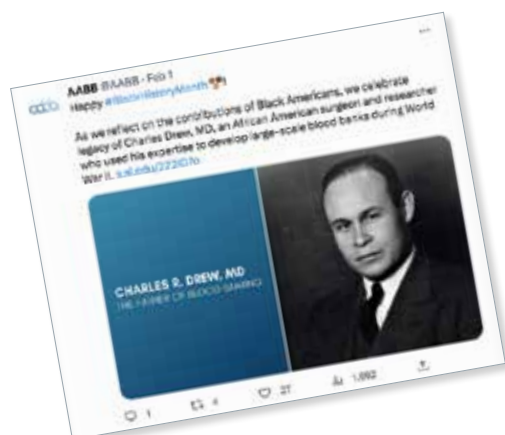 AABB @AABB · Feb 1
Happy #BlackHistoryMonth
As we reflect on the contributions of Black Americans, we celebrate
legacy of Charles Drew, MD, an African American surgeon and researcher
who used his expertise to develop large-scale blood banks during World
War II.
CHARLES R. DREW, MD
THE FATHER OF BLOOD BANKING
1 4 27